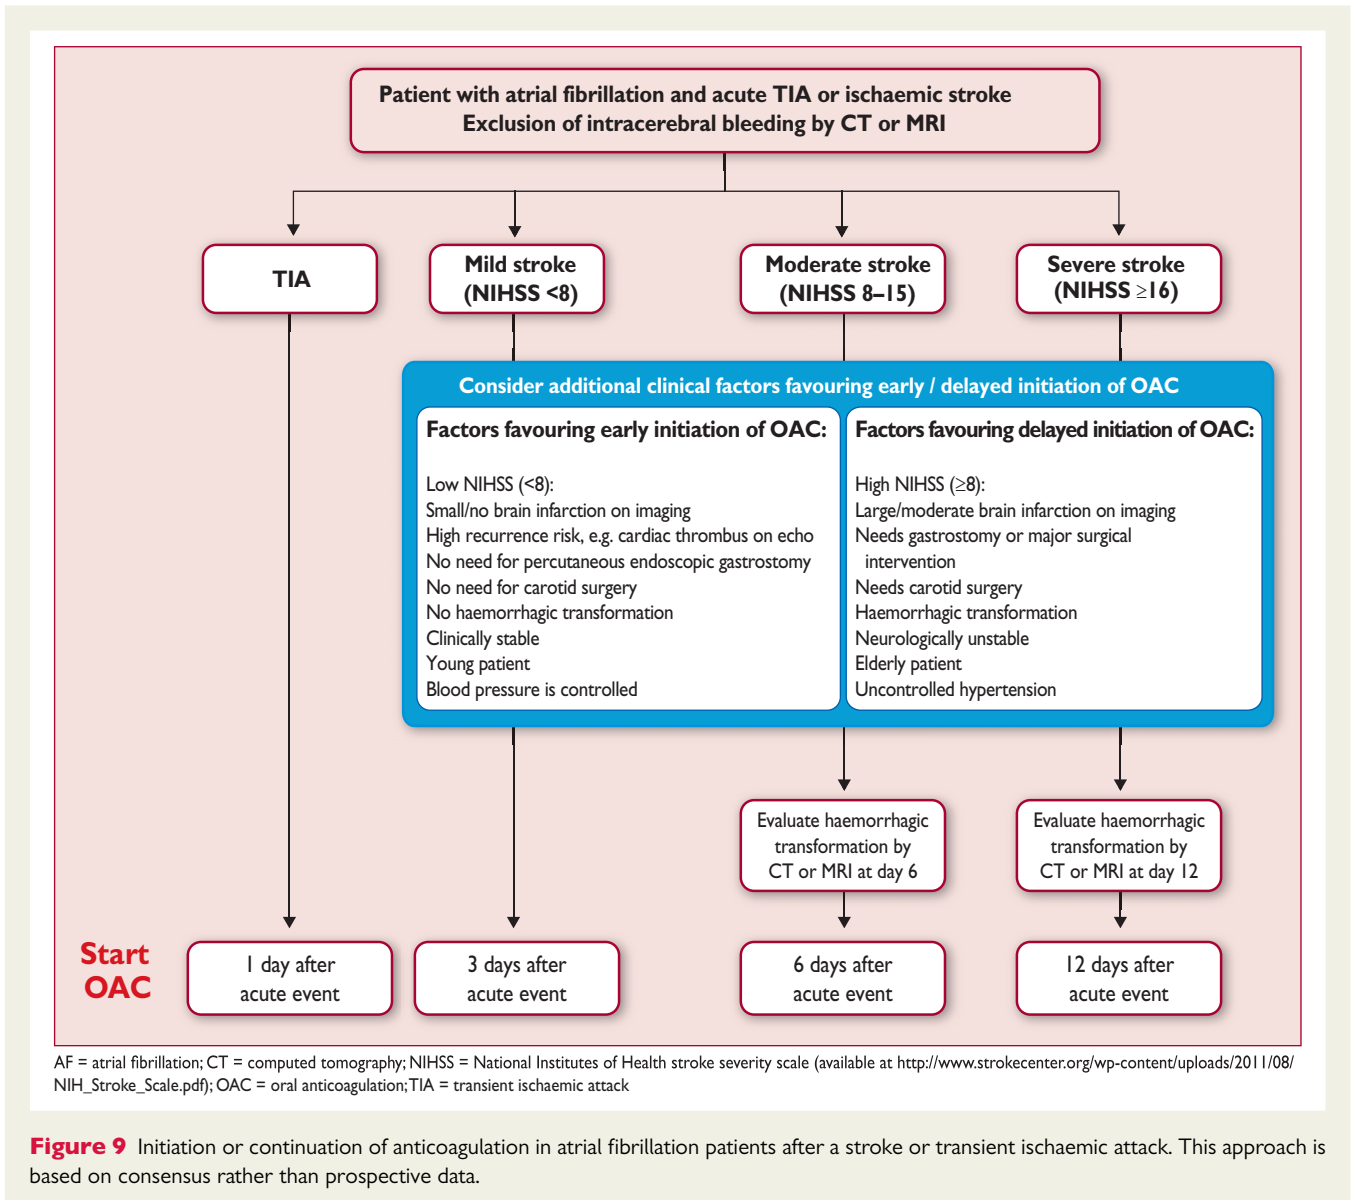 Patient with atrial fibrillation and acute TIA or ischaemic stroke
Exclusion of intracerebral bleeding by CT or MRI
TIA
Mild stroke
(NIHSS <8)
Moderate stroke
(NIHSS 8–15)
Severe stroke
(NIHSS ≥16)
Consider additional clinical factors favouring early / delayed initiation of OAC
Factors favouring early initiation of OAC:
Low NIHSS (<8):
Small/no brain infarction on imaging
High recurrence risk, e.g. cardiac thrombus on echo
No need for percutaneous endoscopic gastrostomy
No need for carotid surgery
No haemorrhagic transformation
Clinically stable
Young patient
Blood pressure is controlled
Factors favouring delayed initiation of OAC:
High NIHSS (≥8):
Large/moderate brain infarction on imaging
Needs gastrostomy or major surgical
intervention
Needs carotid surgery
Haemorrhagic transformation
Neurologically unstable
Elderly patient
Uncontrolled hypertension
Evaluate haemorrhagic
transformation by
CT or MRI at day 6
Evaluate haemorrhagic
transformation by
CT or MRI at day 12
Start
OAC
1 day after
acute event
3 days after
acute event
6 days after
acute event
12 days after
acute event
AF = atrial fibrillation; CT = computed tomography; NIHSS = National Institutes of Health stroke severity scale (available at http://www.strokecenter.org/wp-content/uploads/2011/08/
NIH_Stroke_Scale.pdf); OAC = oral anticoagulation; TIA = transient ischaemic attack
Figure 9 Initiation or continuation of anticoagulation in atrial fibrillation patients after a stroke or transient ischaemic attack. This approach is
based on consensus rather than prospective data.